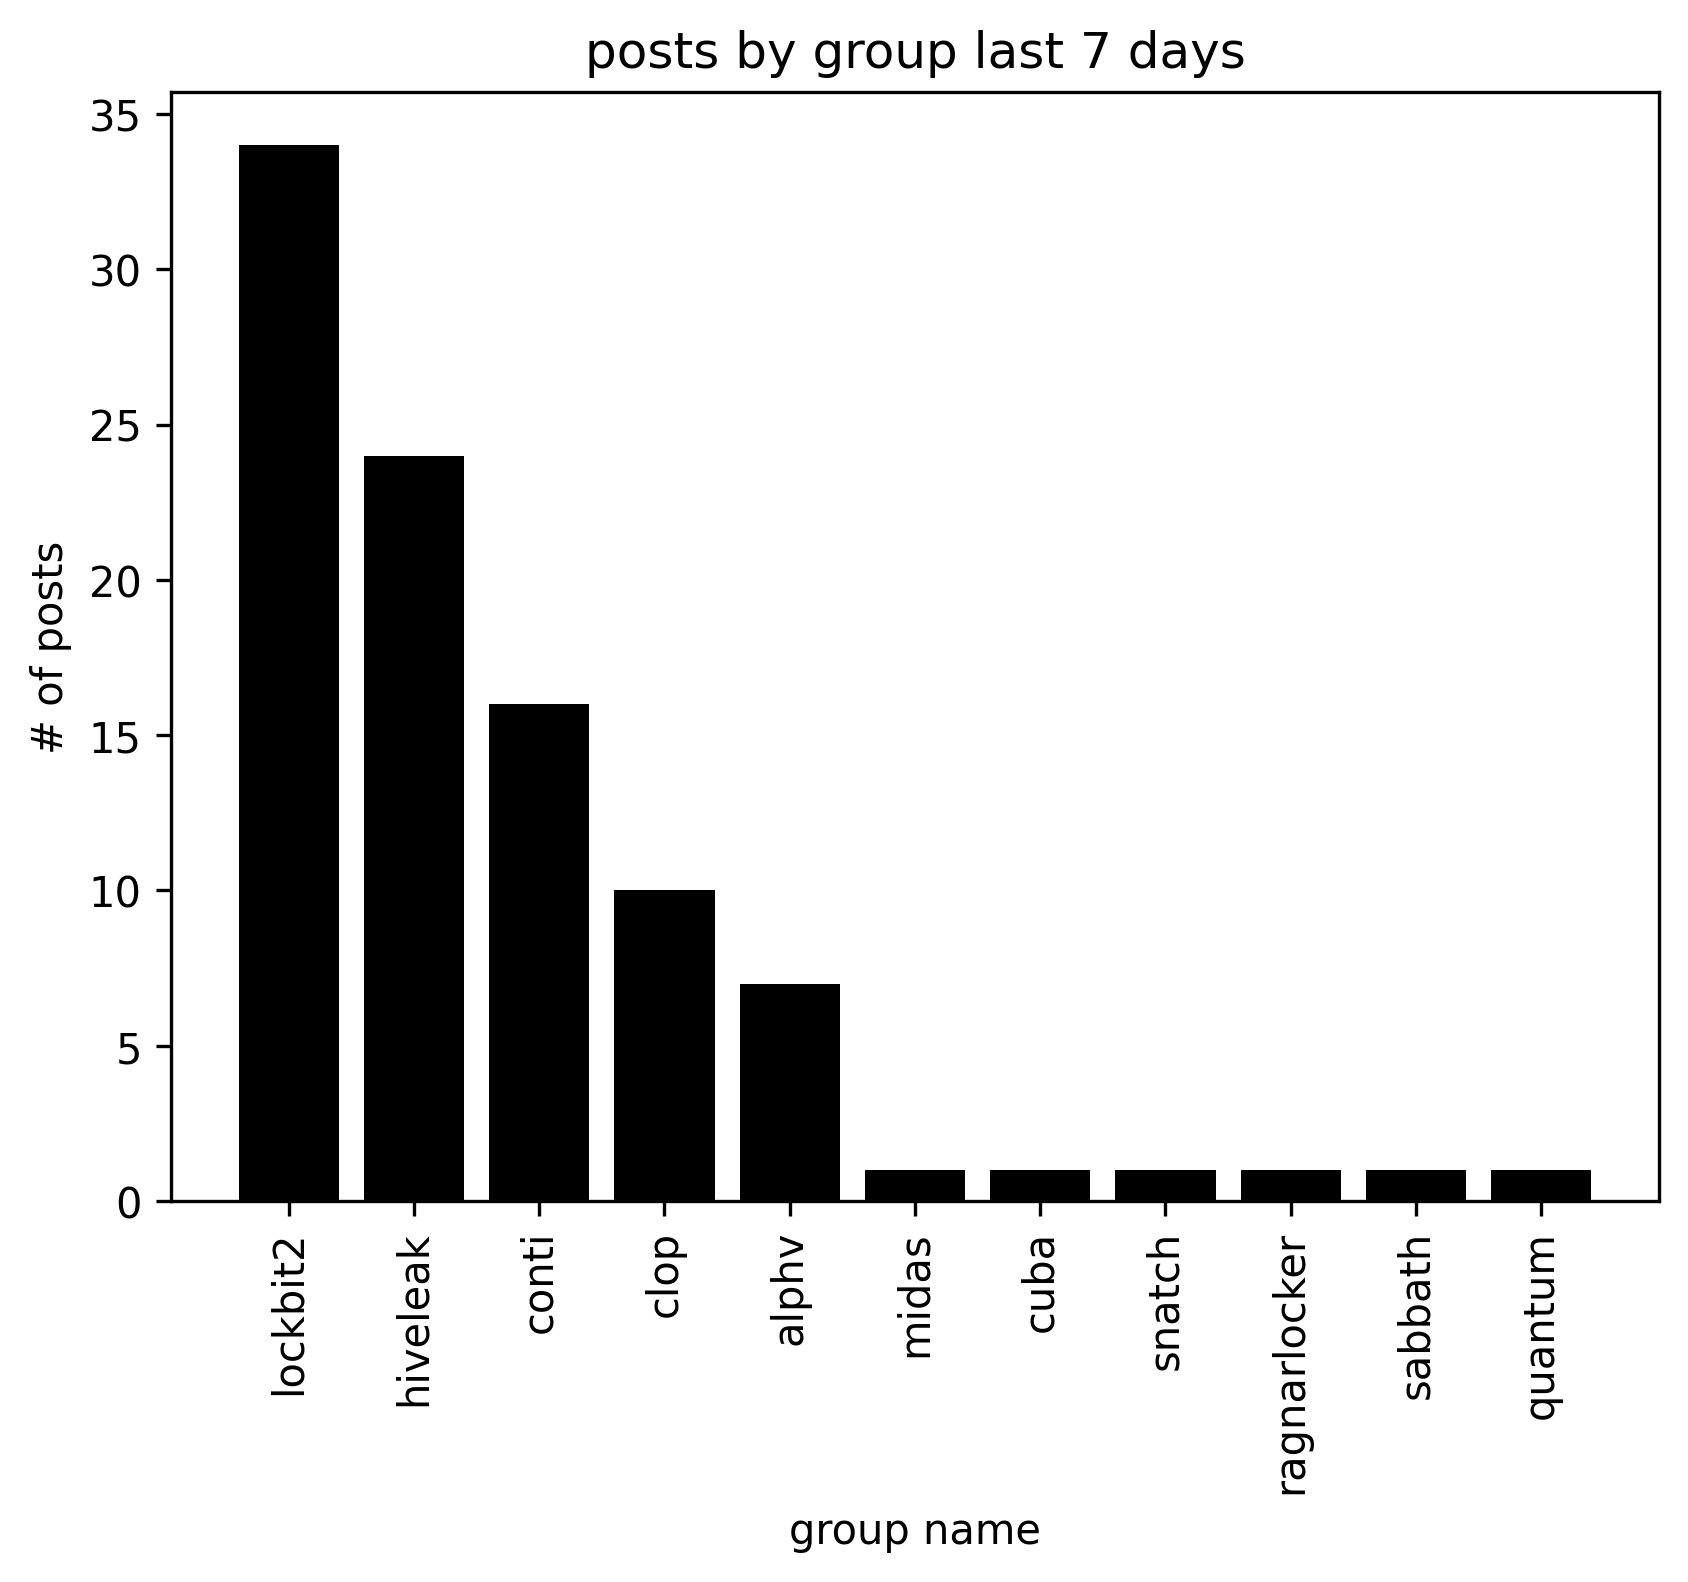 posts by group last 7 days
# of posts
35
30
25
20
15
10
5
0
lockbit2
hiveleak
conti
clop
alphv
midas
cuba
snatch
ragnarlocker
sabbath
quantum
group name